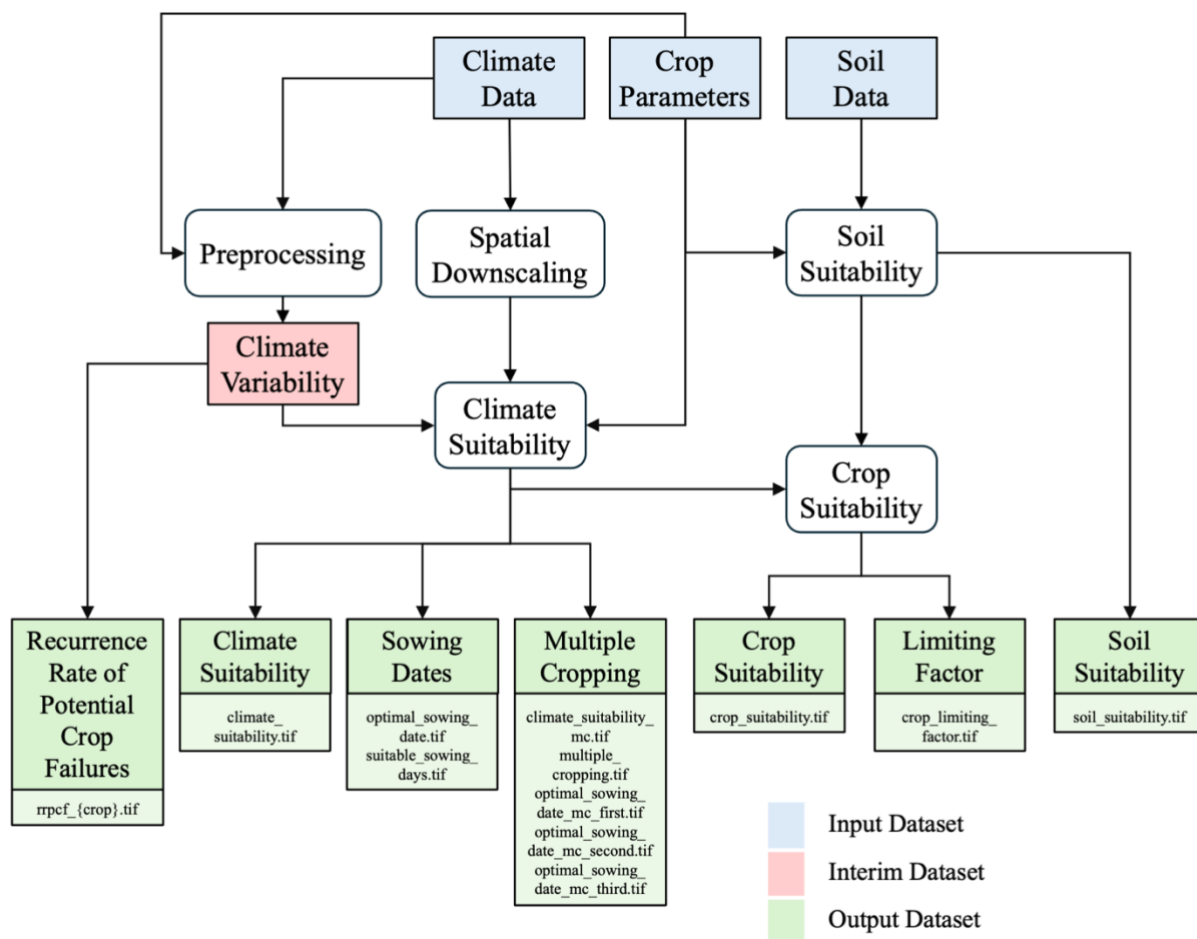 Climate
Data
Crop
Parameters
Soil
Data
Preprocessing
Spatial
Downscaling
Soil
Suitability
Climate
Variability
Climate
Suitability
Crop
Suitability
Recurrence
Rate of
Potential
Crop
Failures
rrpcf_{crop}.tif
Climate
Suitability
climate_
suitability.tif
Sowing
Dates
optimal_sowing_
date.tif
suitable_sowing_
days.tif
Multiple
Cropping
climate_suitability_
mc.tif
multiple_
cropping.tif
optimal_sowing_
date_mc_first.tif
optimal_sowing_
date_mc_second.tif
optimal_sowing_
date_mc_third.tif
Crop
Suitability
crop_suitability.tif
Limiting
Factor
crop_limiting_
factor.tif
Soil
Suitability
soil_suitability.tif
Input Dataset
Interim Dataset
Output Dataset